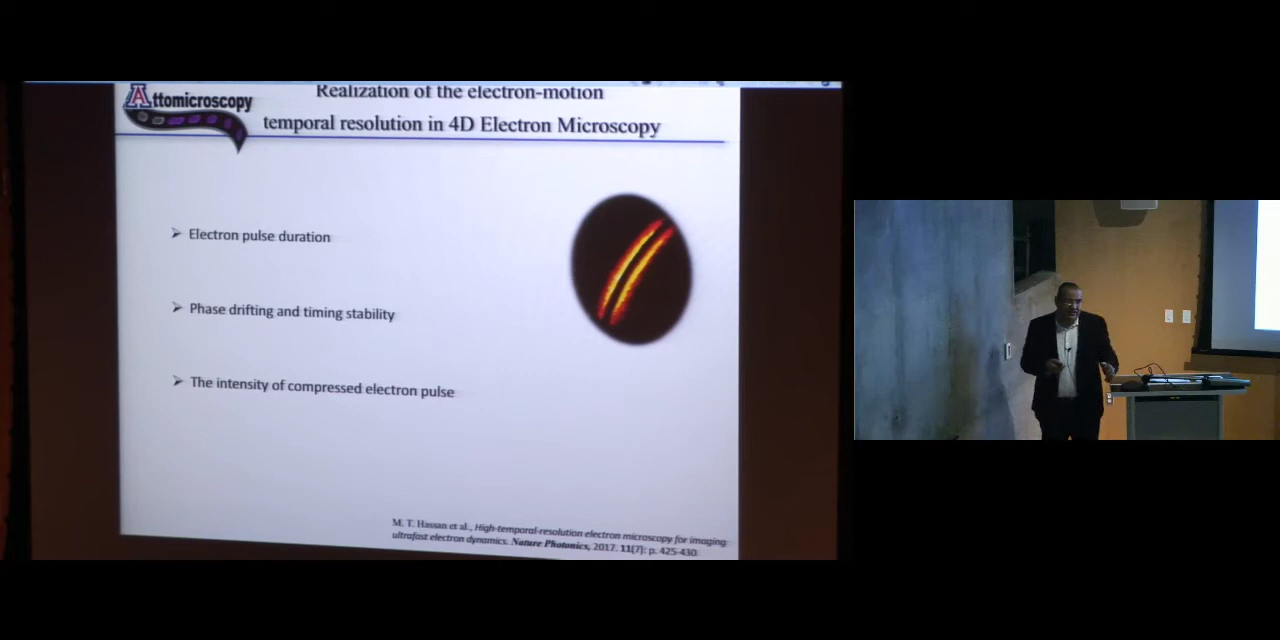 Attomicroscopy
Realization of the electron-motion
temporal resolution in 4D Electron Microscopy
➢ Electron pulse duration
➢ Phase drifting and timing stability
➢ The intensity of compressed electron pulse
M. T. Hassan et al., High-temporal-resolution electron microscopy for imaging
ultrafast electron dynamics. Nature Photonics, 2017. 11(7): p. 425-430.